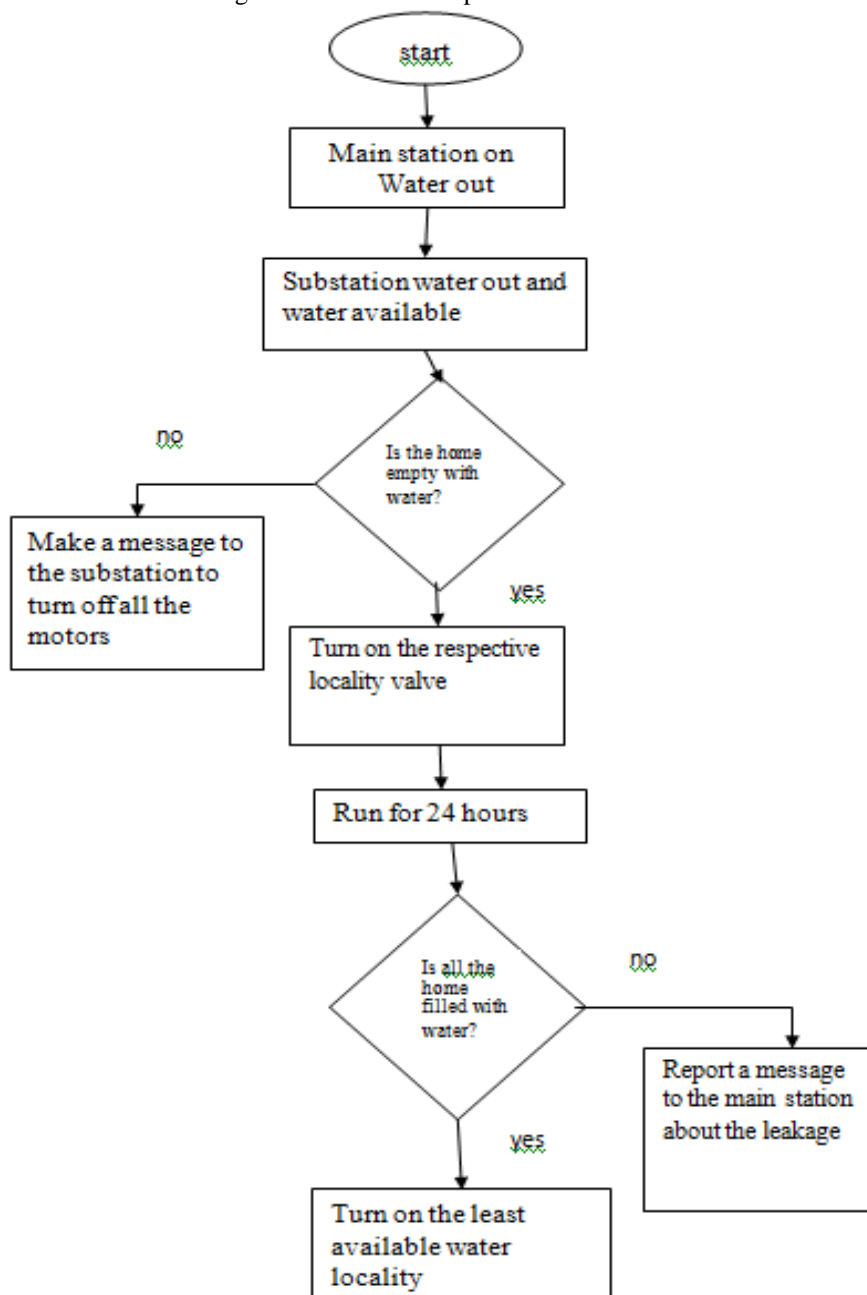 start
Main station on
Water out
Substation water out and
water available
Is the home
empty with
water?
no
Make a message to
the substation to
turn off all the
motors
yes
Turn on the respective
locality valve
Run for 24 hours
Is all the
home
filled with
water?
no
Report a message
to the main station
about the leakage
yes
Turn on the least
available water
locality